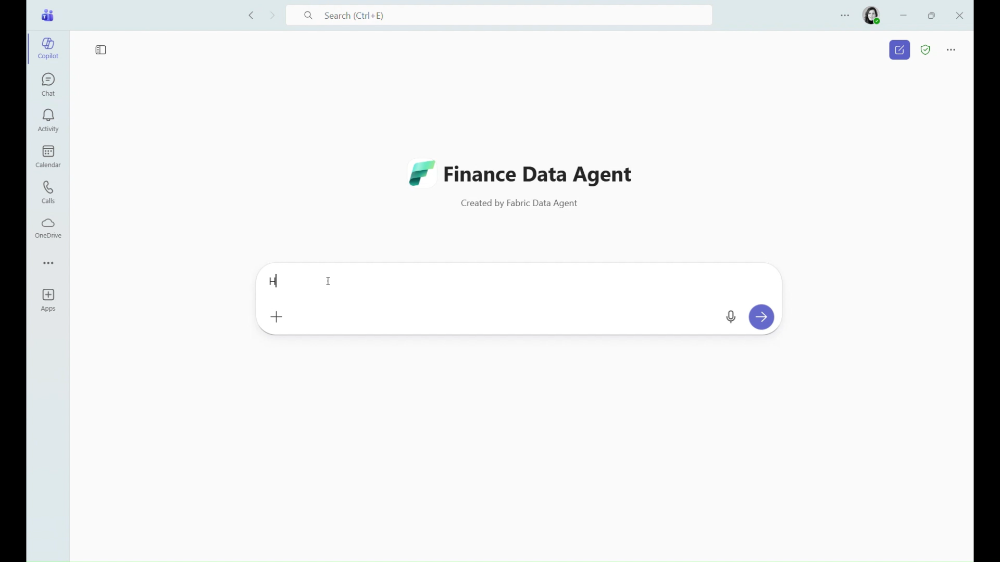 Search (Ctrl+E)
Copilot
Chat
Activity
Calendar
Calls
OneDrive
Apps
Finance Data Agent
Created by Fabric Data Agent
H